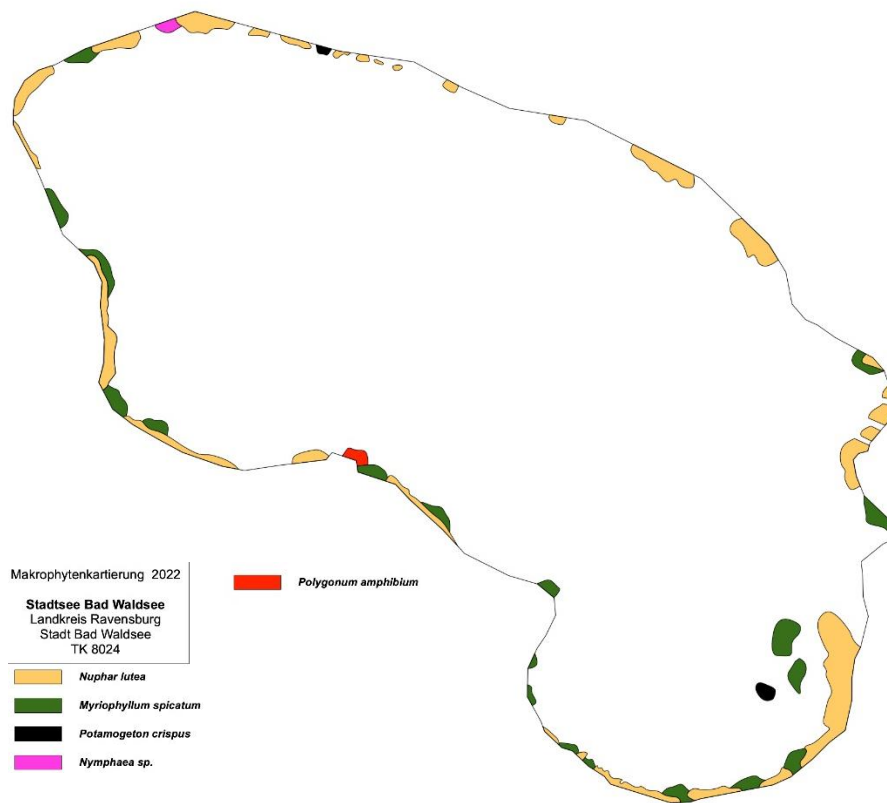 Makrophytenkartierung 2022
Stadtsee Bad Waldsee
Landkreis Ravensburg
Stadt Bad Waldsee
TK 8024
Nuphar lutea
Myriophyllum spicatum
Potamogeton crispus
Nymphaea sp.
Polygonum amphibium